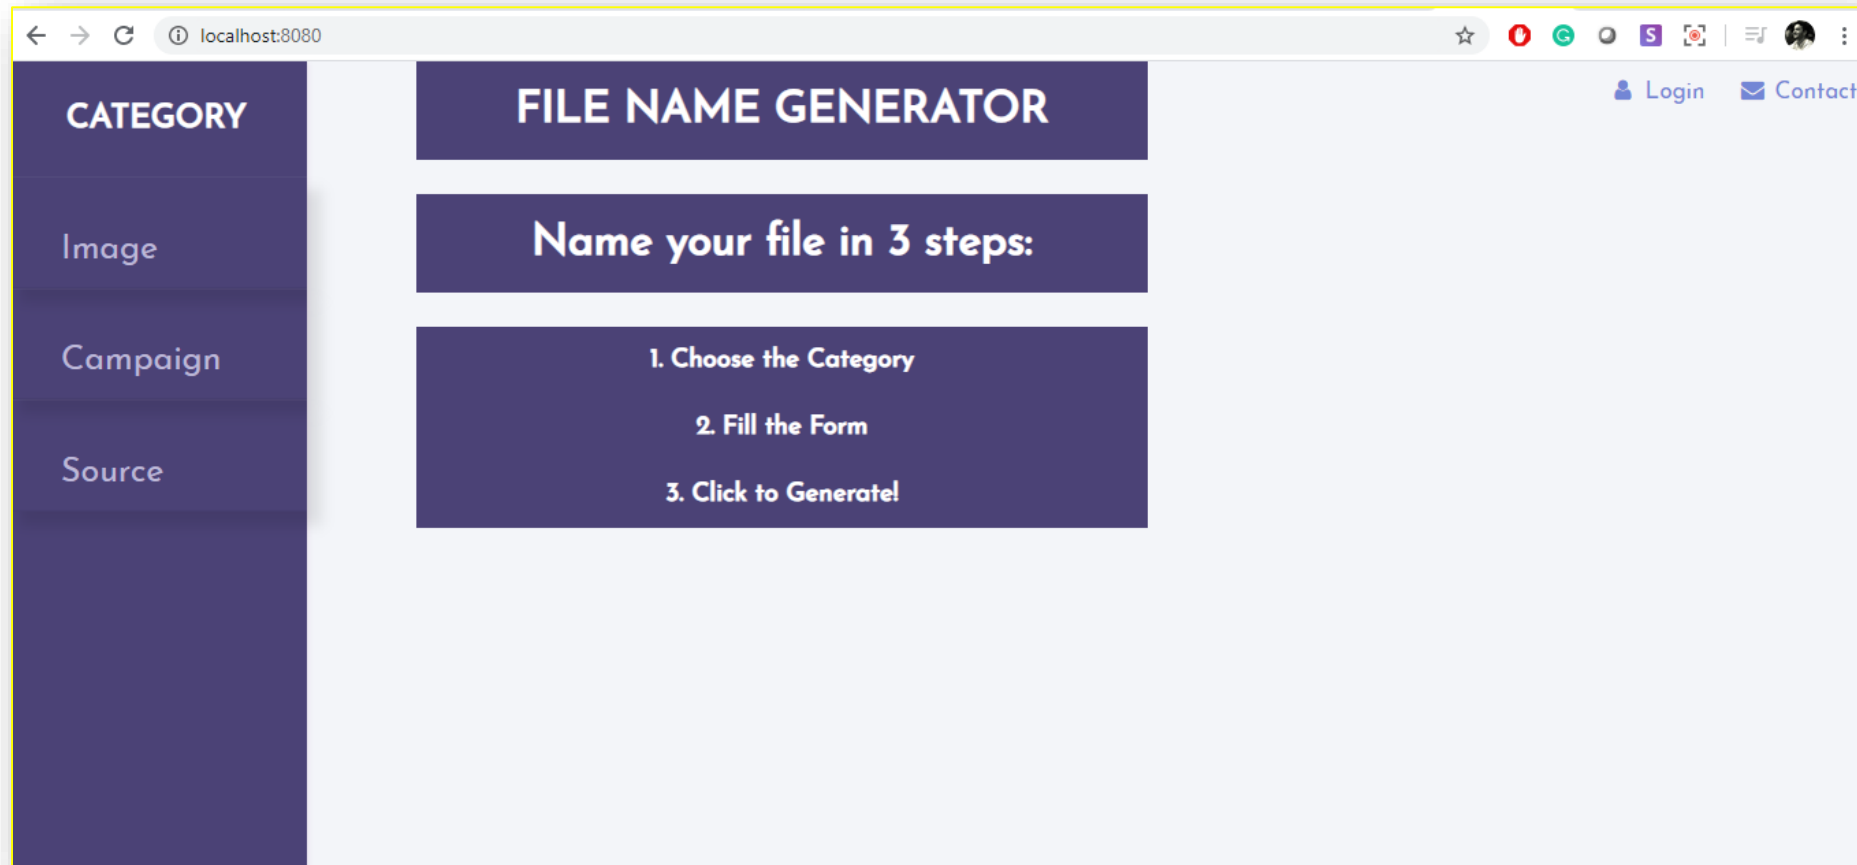 localhost:8080
CATEGORY
FILE NAME GENERATOR
Login
Contact
Name your file in 3 steps:
Image
1. Choose the Category
Campaign
2. Fill the Form
Source
3. Click to Generate!